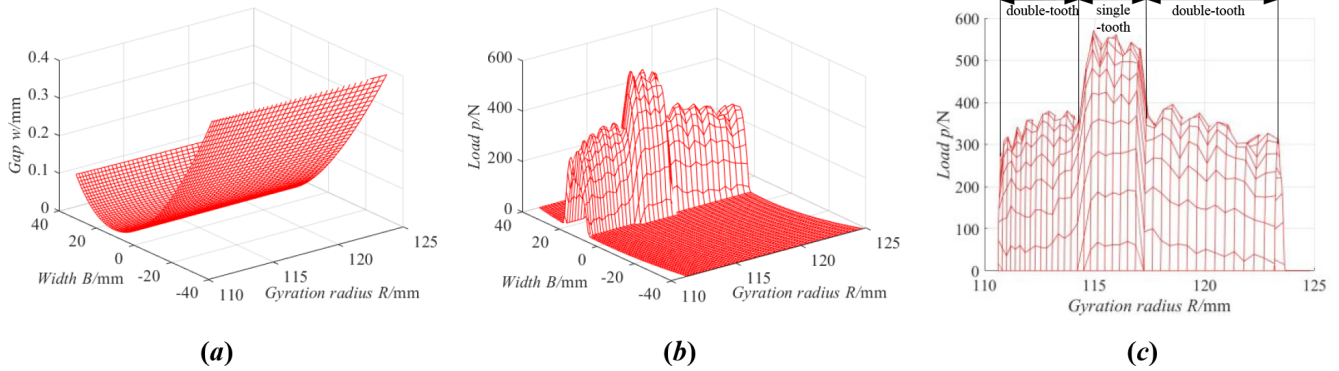 0.4
0.3
0.2
0.1
0
Gap w/mm
40
20
0
-20
-40
Width B/mm
110
115
120
125
Gyration radius R/mm
(a)
600
400
200
0
Load p/N
40
20
0
-20
-40
Width B/mm
110
115
120
125
Gyration radius R/mm
(b)
double-tooth
single
-tooth
double-tooth
600
500
400
300
200
100
0
Load p/N
110
115
120
125
Gyration radius R/mm
(c)